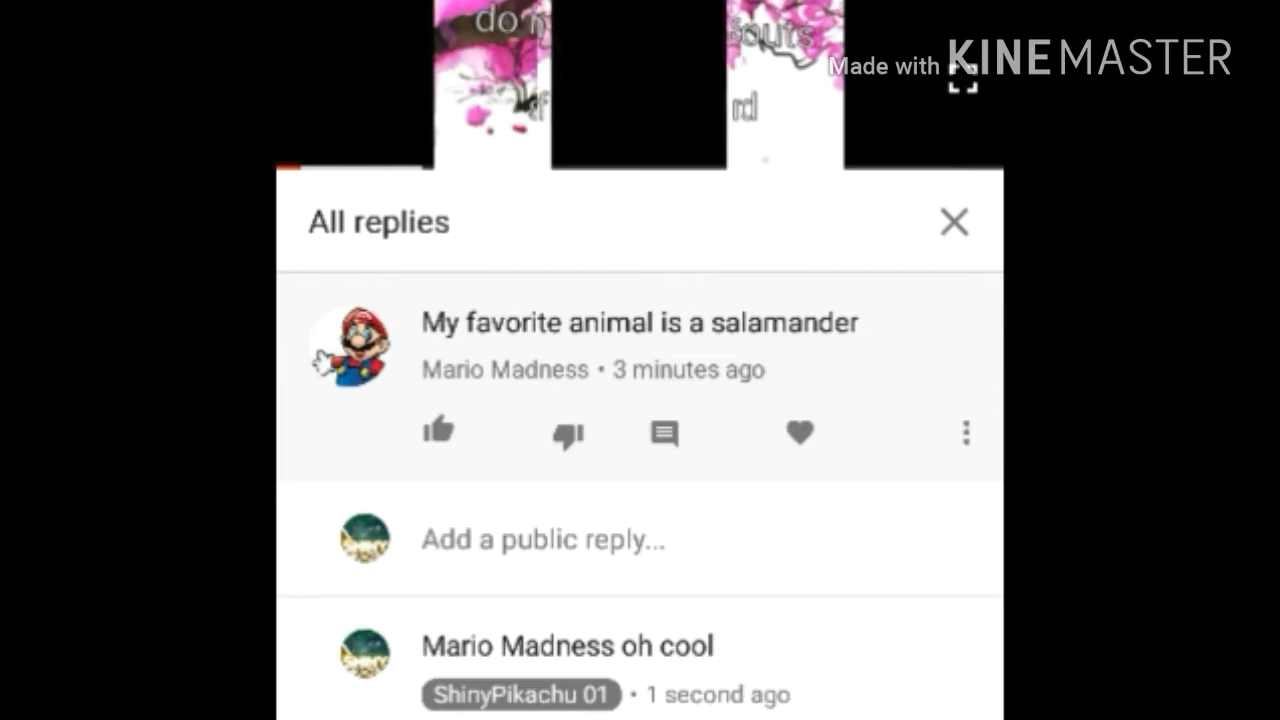 do
Made with KINEMASTER
rd
All replies
My favorite animal is a salamander
Mario Madness • 3 minutes ago
Add a public reply...
Mario Madness oh cool
ShinyPikachu 01 • 1 second ago